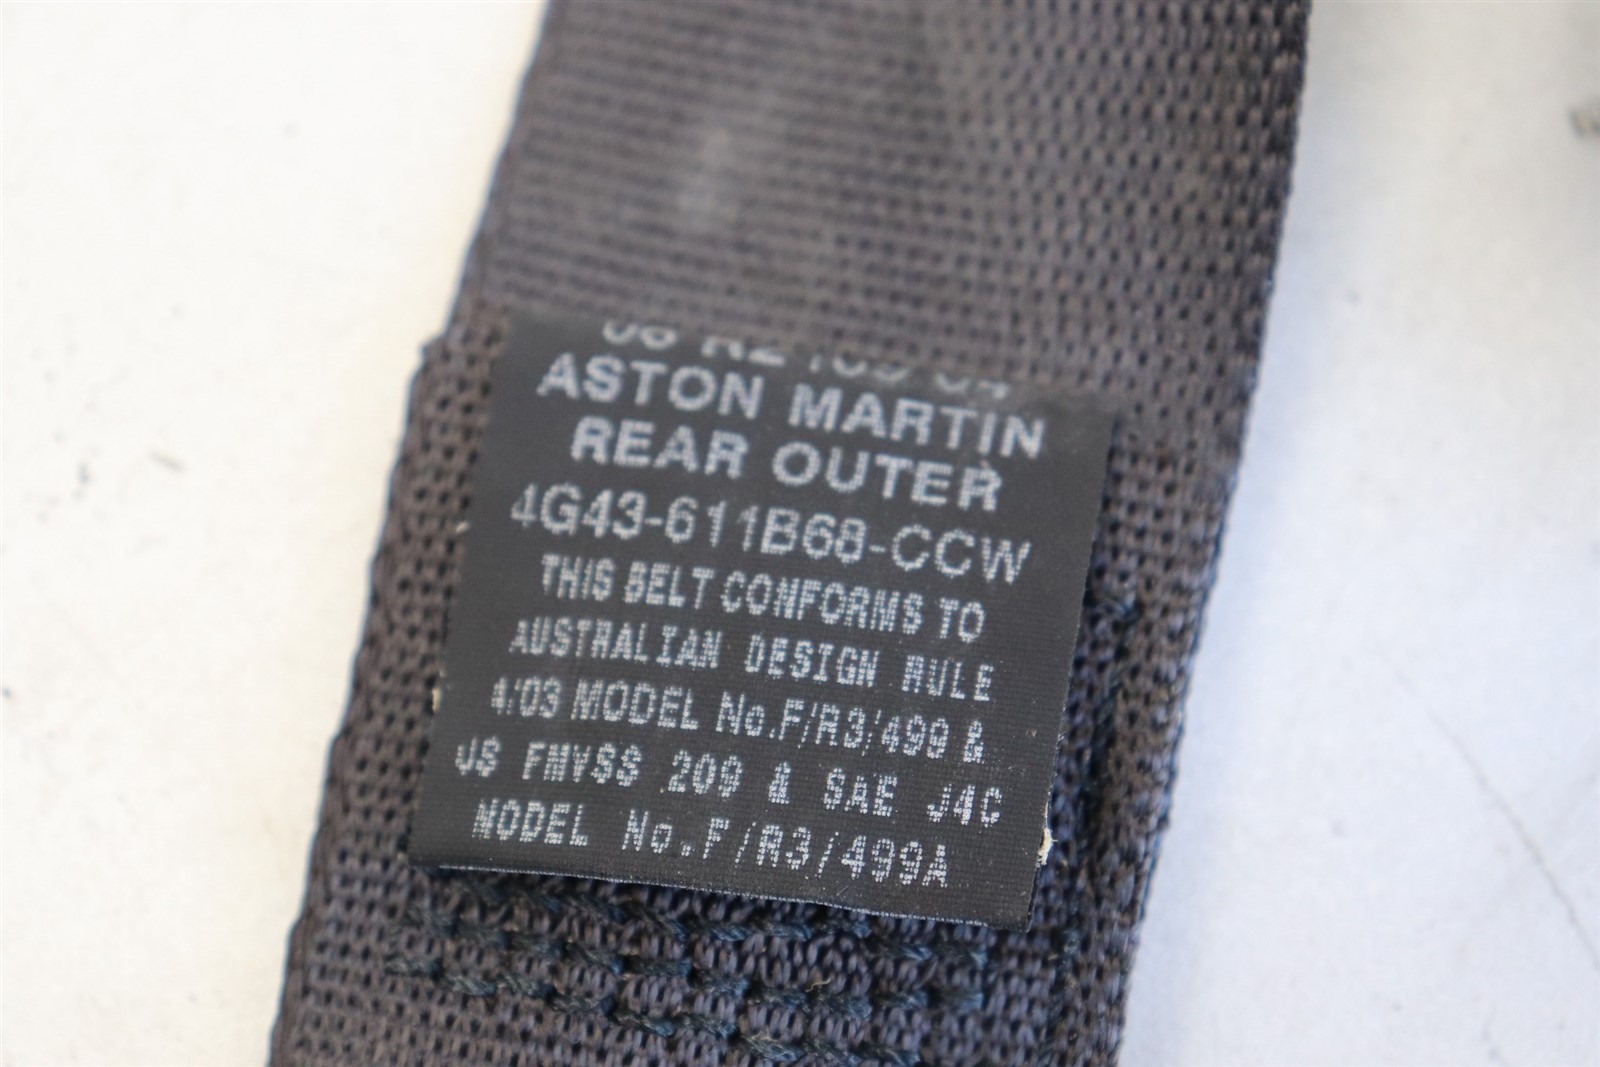 ASTON MARTIN
REAR OUTER
4G43-611B68-CCW
THIS BELT CONFORMS TO
AUSTRALIAN DESIGN RULE
4/03 MODEL No.F/R3/499 &
US FMVSS 209 & SAE J4C
MODEL No.F/R3/499A